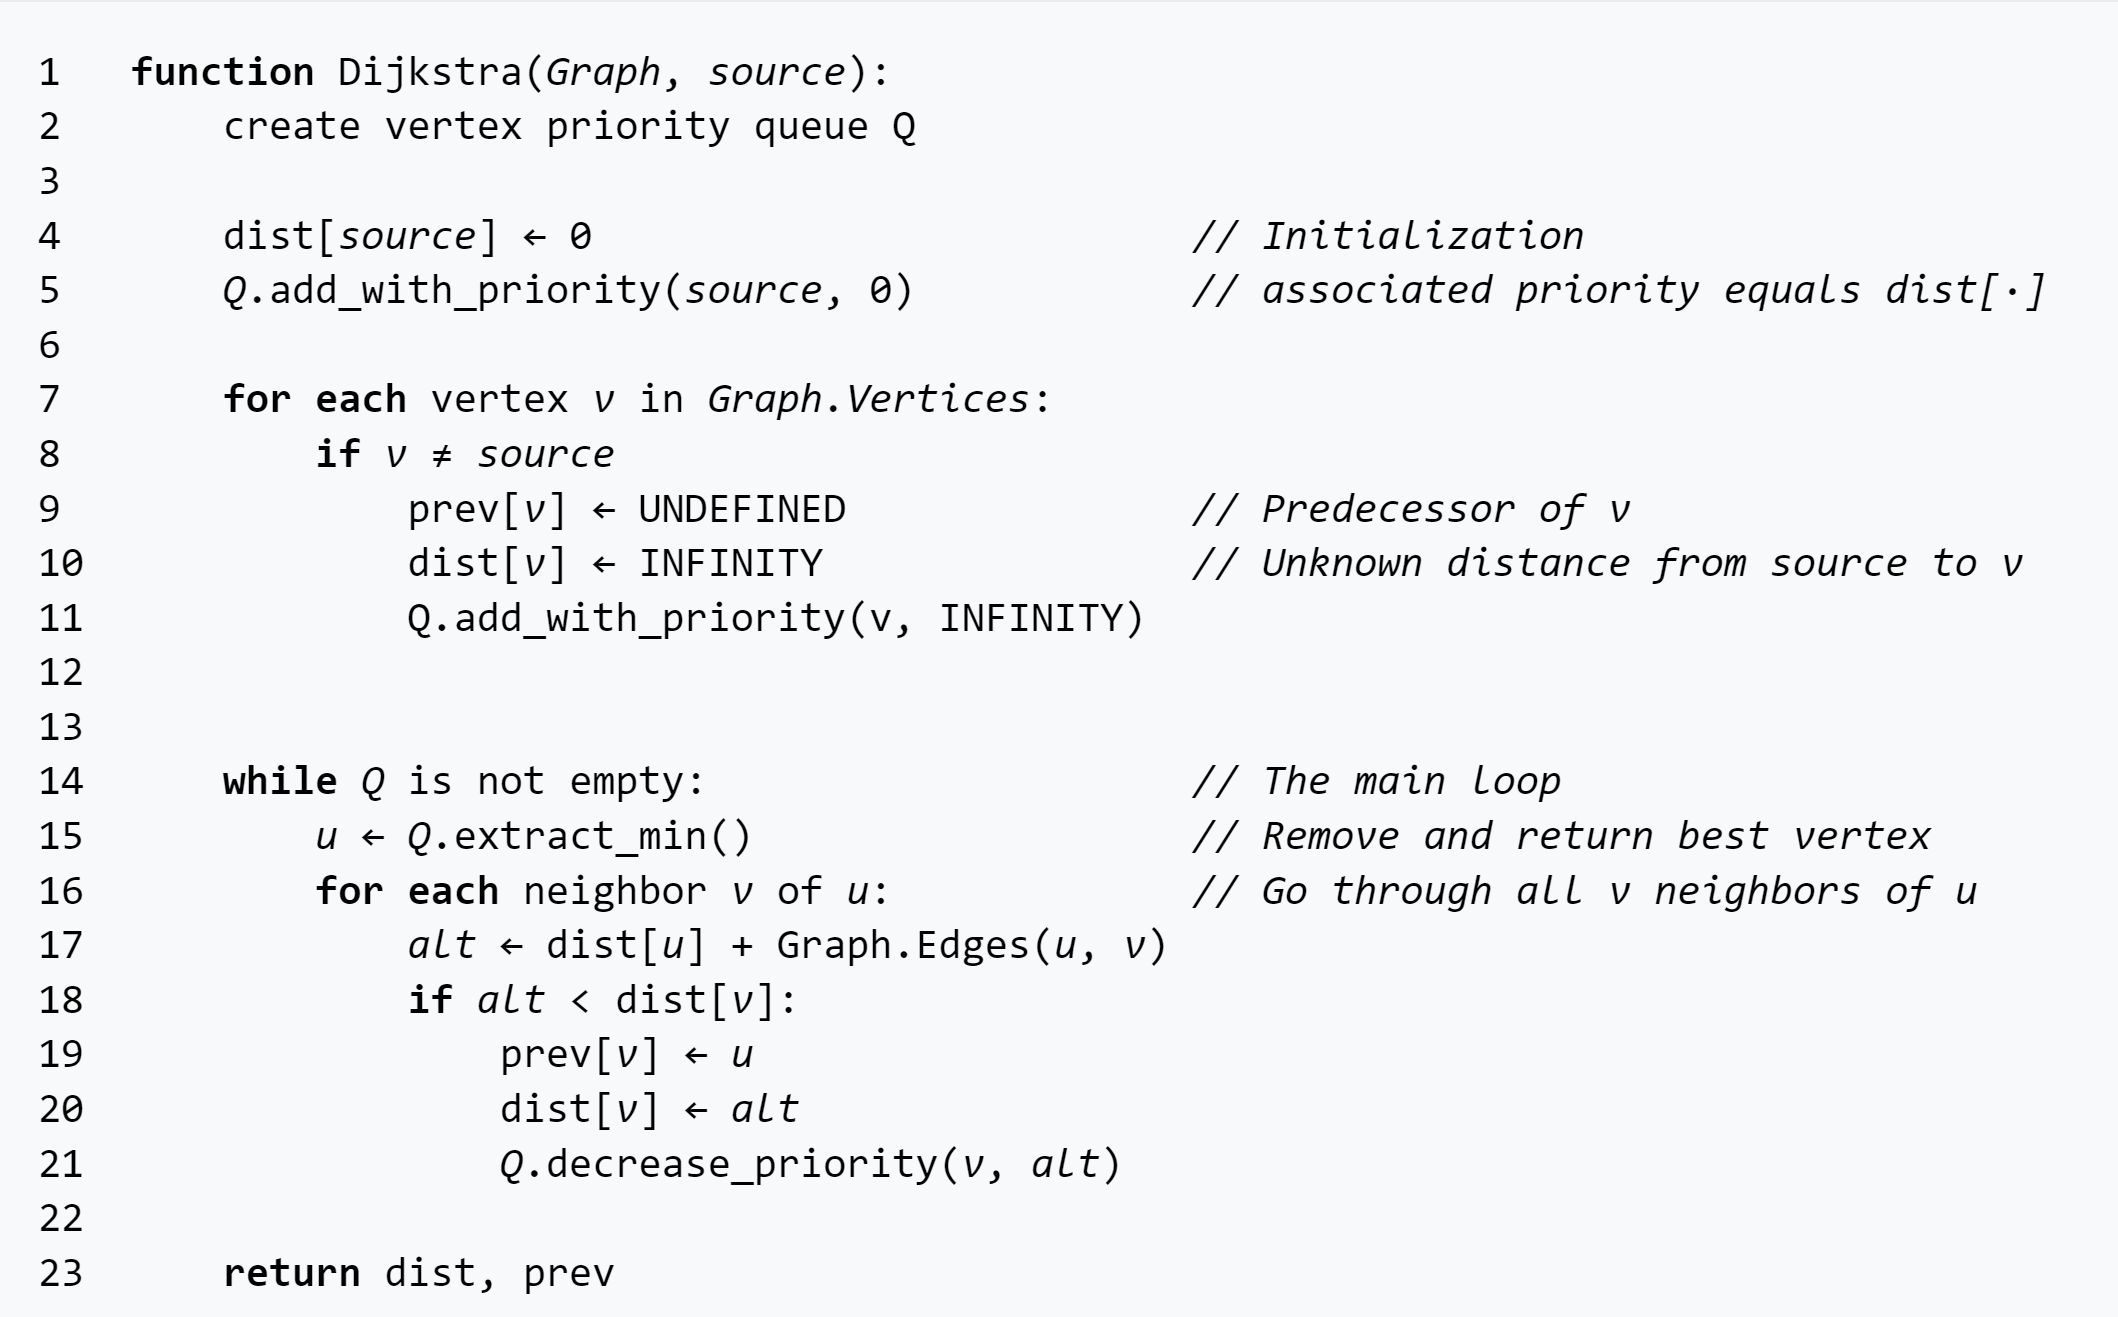 1 function Dijkstra(Graph, source):
2 create vertex priority queue Q
3
4 dist[source] ← 0 // Initialization
5 Q.add_with_priority(source, 0) // associated priority equals dist[·]
6
7 for each vertex v in Graph.Vertices:
8 if v ≠ source
9 prev[v] ← UNDEFINED // Predecessor of v
10 dist[v] ← INFINITY // Unknown distance from source to v
11 Q.add_with_priority(v, INFINITY)
12
13
14 while Q is not empty: // The main loop
15 u ← Q.extract_min() // Remove and return best vertex
16 for each neighbor v of u: // Go through all v neighbors of u
17 alt ← dist[u] + Graph.Edges(u, v)
18 if alt < dist[v]:
19 prev[v] ← u
20 dist[v] ← alt
21 Q.decrease_priority(v, alt)
22
23 return dist, prev